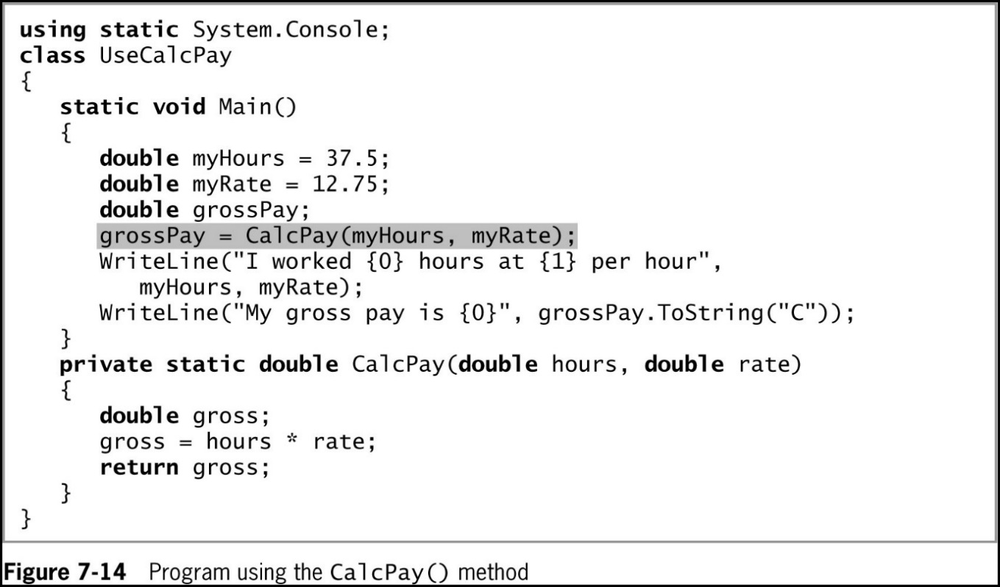 using static System.Console;
class UseCalcPay
{
   static void Main()
   {
      double myHours = 37.5;
      double myRate = 12.75;
      double grossPay;
      grossPay = CalcPay(myHours, myRate);
      WriteLine("I worked {0} hours at {1} per hour",
         myHours, myRate);
      WriteLine("My gross pay is {0}", grossPay.ToString("C"));
   }
   private static double CalcPay(double hours, double rate)
   {
      double gross;
      gross = hours * rate;
      return gross;
   }
}
Figure 7-14 Program using the CalcPay() method